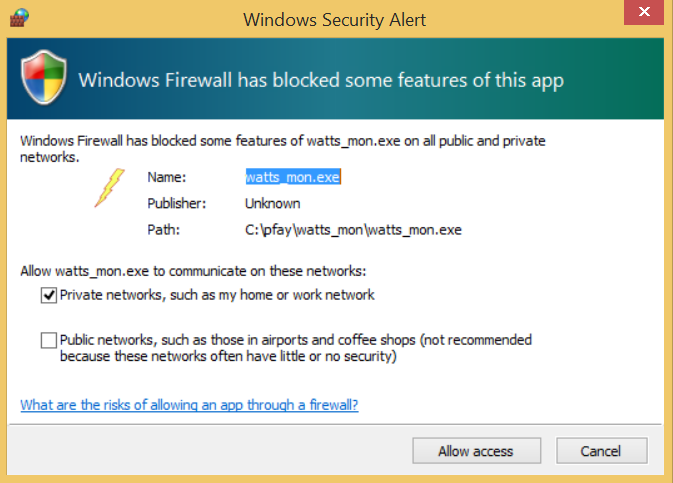 Windows Security Alert
Windows Firewall has blocked some features of this app
Windows Firewall has blocked some features of watts_mon.exe on all public and private
networks.
Name: watts_mon.exe
Publisher: Unknown
Path: C:\pfay\watts_mon\watts_mon.exe
Allow watts_mon.exe to communicate on these networks:
Private networks, such as my home or work network
Public networks, such as those in airports and coffee shops (not recommended
because these networks often have little or no security)
What are the risks of allowing an app through a firewall?
Allow access Cancel